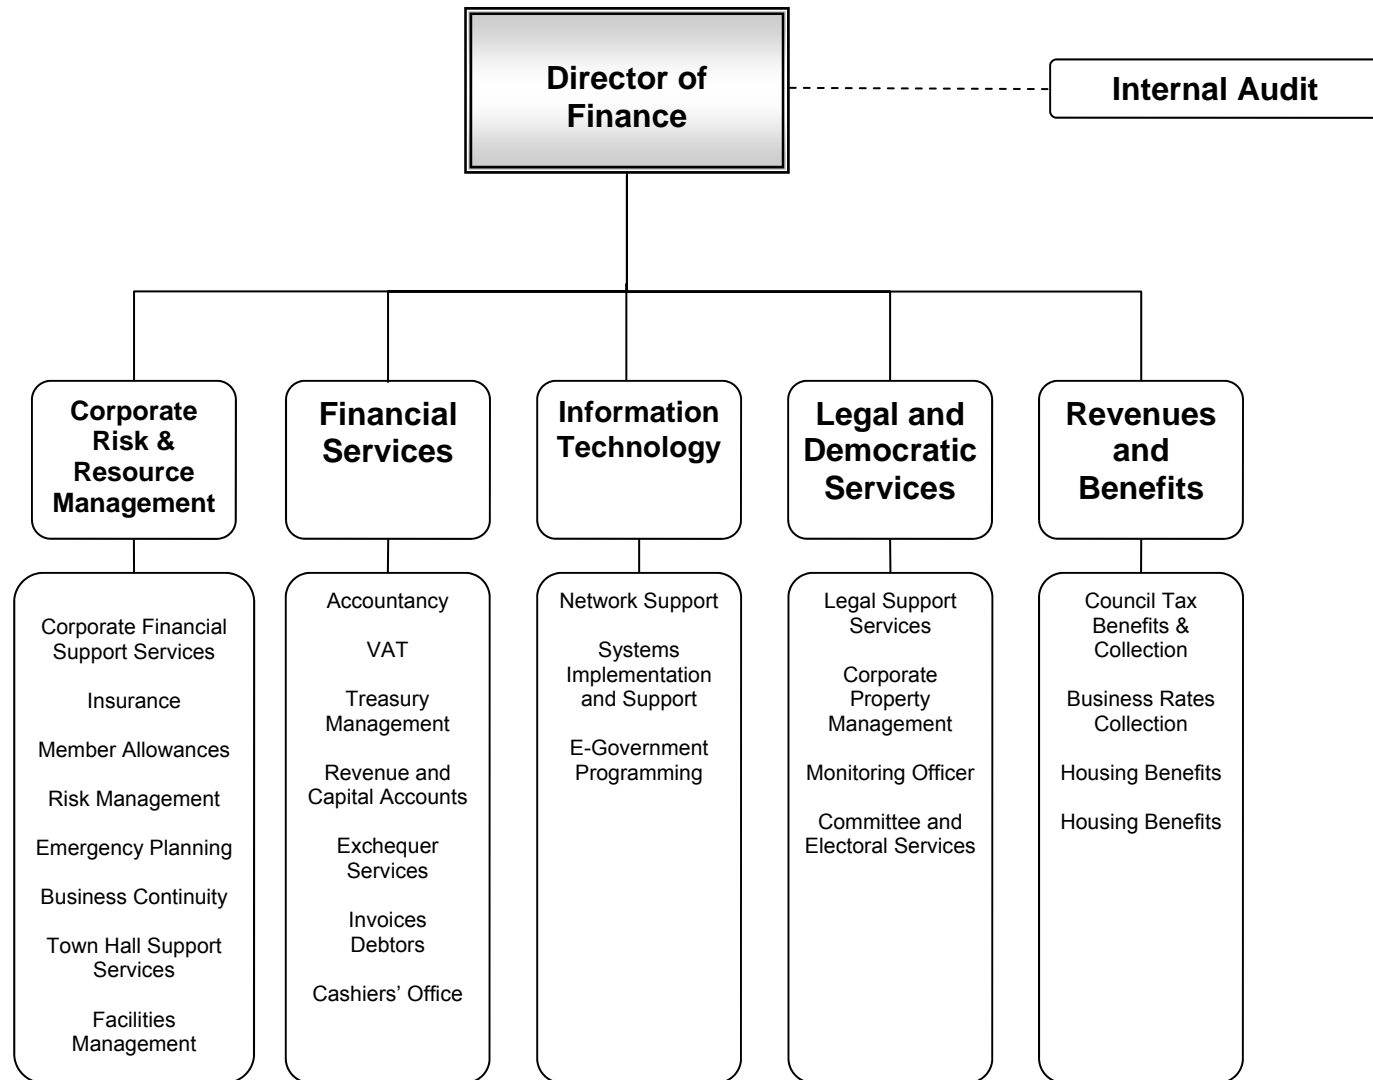 Director of
Finance
Internal Audit
Corporate
Risk &
Resource
Management
Financial
Services
Information
Technology
Legal and
Democratic
Services
Revenues
and
Benefits
Corporate Financial
Support Services
Insurance
Member Allowances
Risk Management
Emergency Planning
Business Continuity
Town Hall Support
Services
Facilities
Management
Accountancy
VAT
Treasury
Management
Revenue and
Capital Accounts
Exchequer
Services
Invoices
Debtors
Cashiers’ Office
Network Support
Systems
Implementation
and Support
E-Government
Programming
Legal Support
Services
Corporate
Property
Management
Monitoring Officer
Committee and
Electoral Services
Council Tax
Benefits &
Collection
Business Rates
Collection
Housing Benefits
Housing Benefits